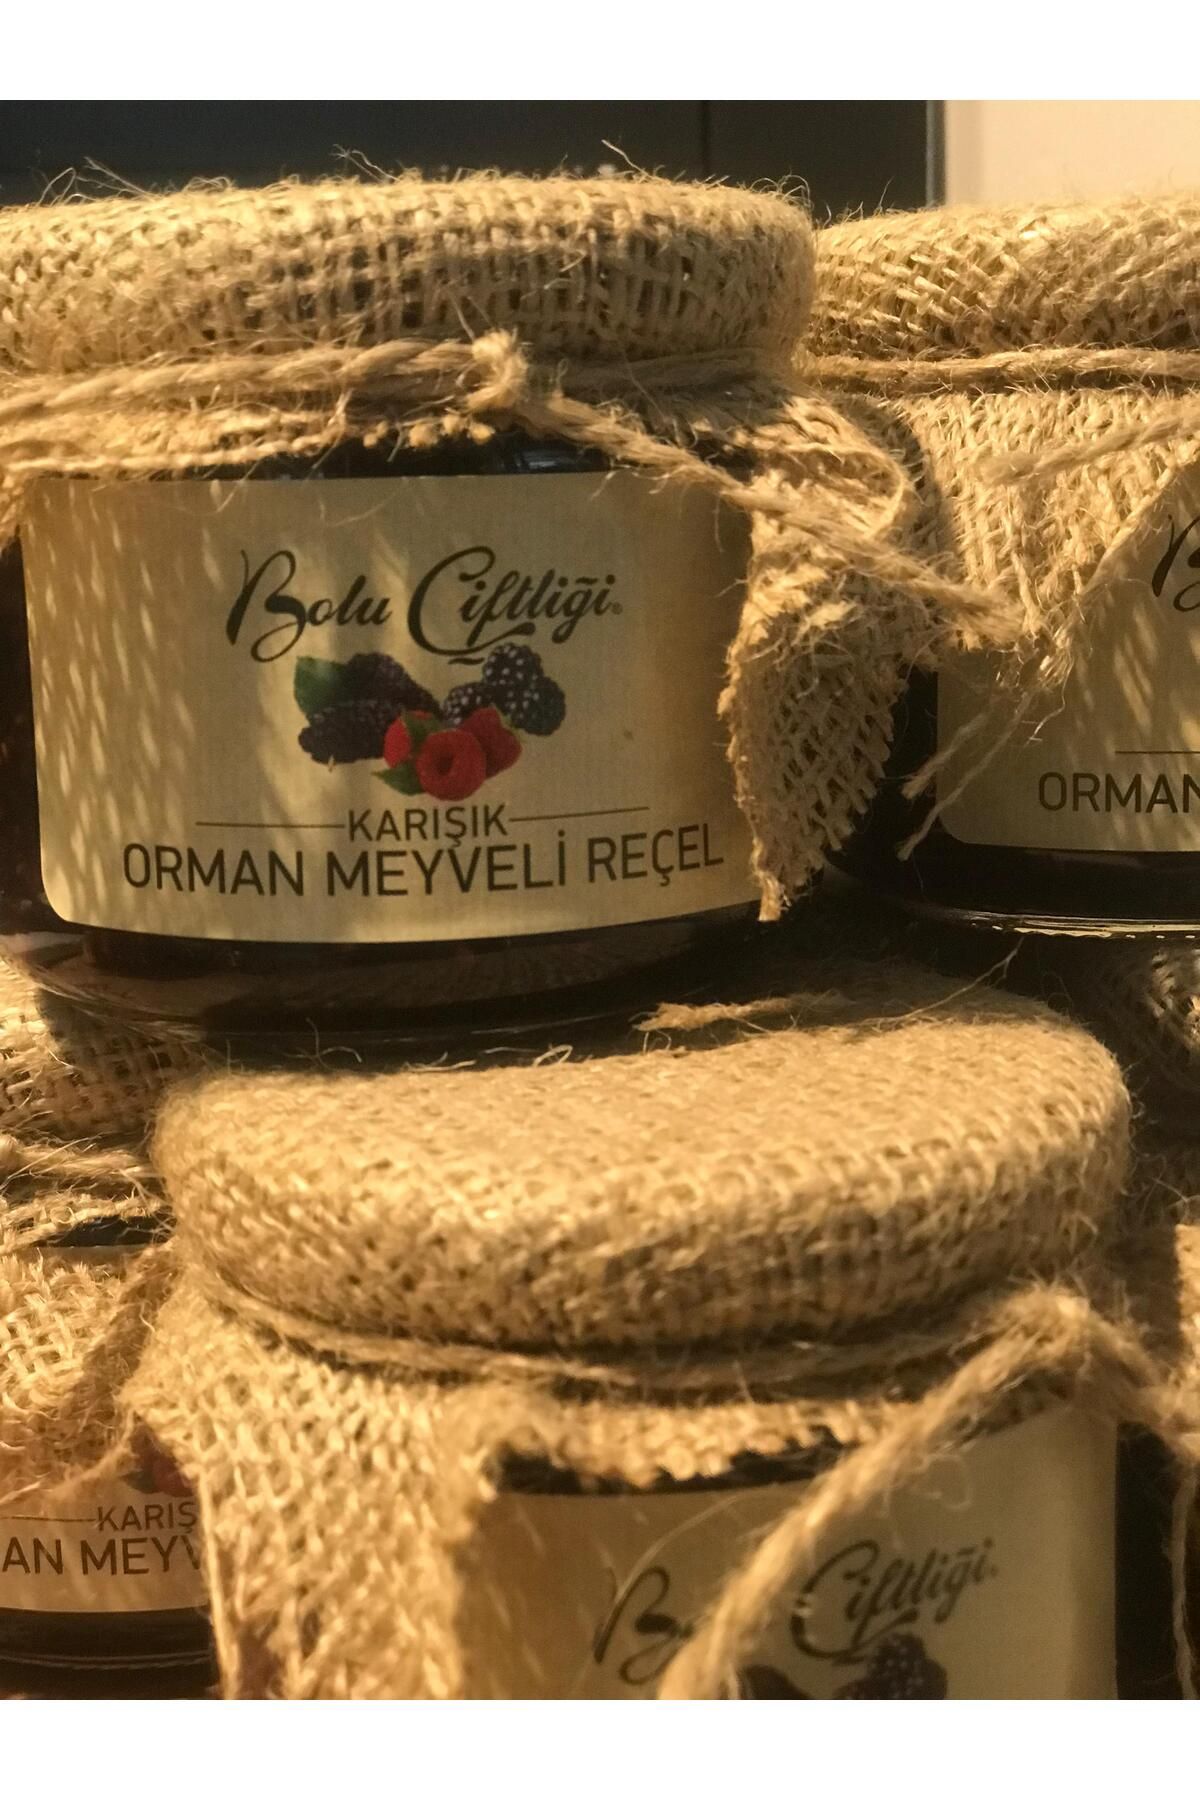 Bolu Çiftliği®
KARIŞIK
ORMAN MEYVELİ REÇEL
B
ORMAN
KARIŞ
AN MEYV
B Çiftliği